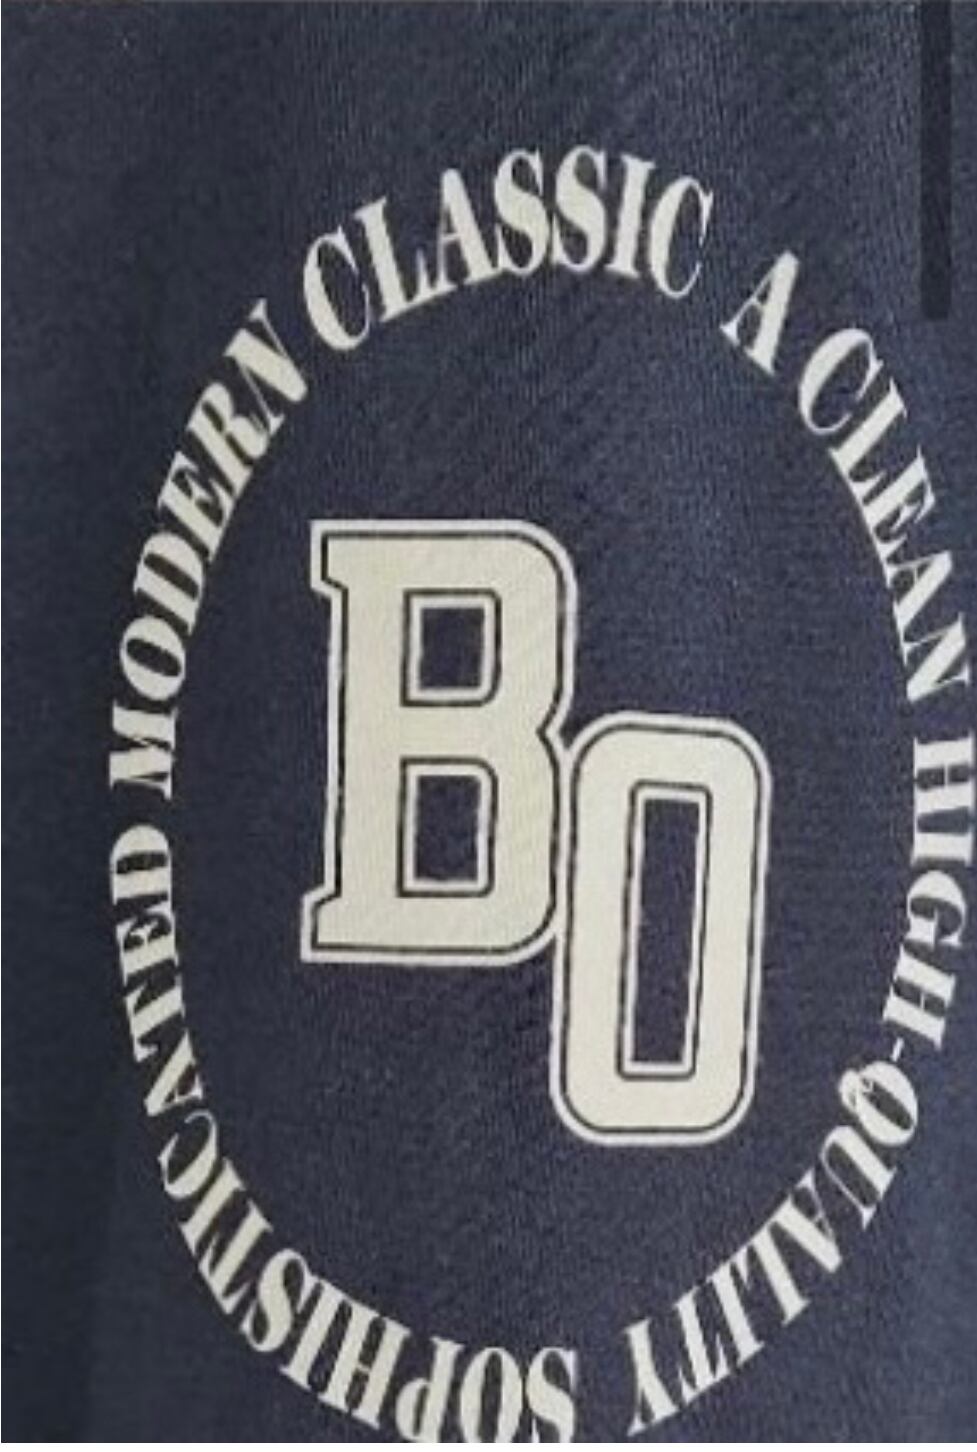 MODERN CLASSIC A CLEAN HIGH-QUALITY SOPHISTICATED
BO